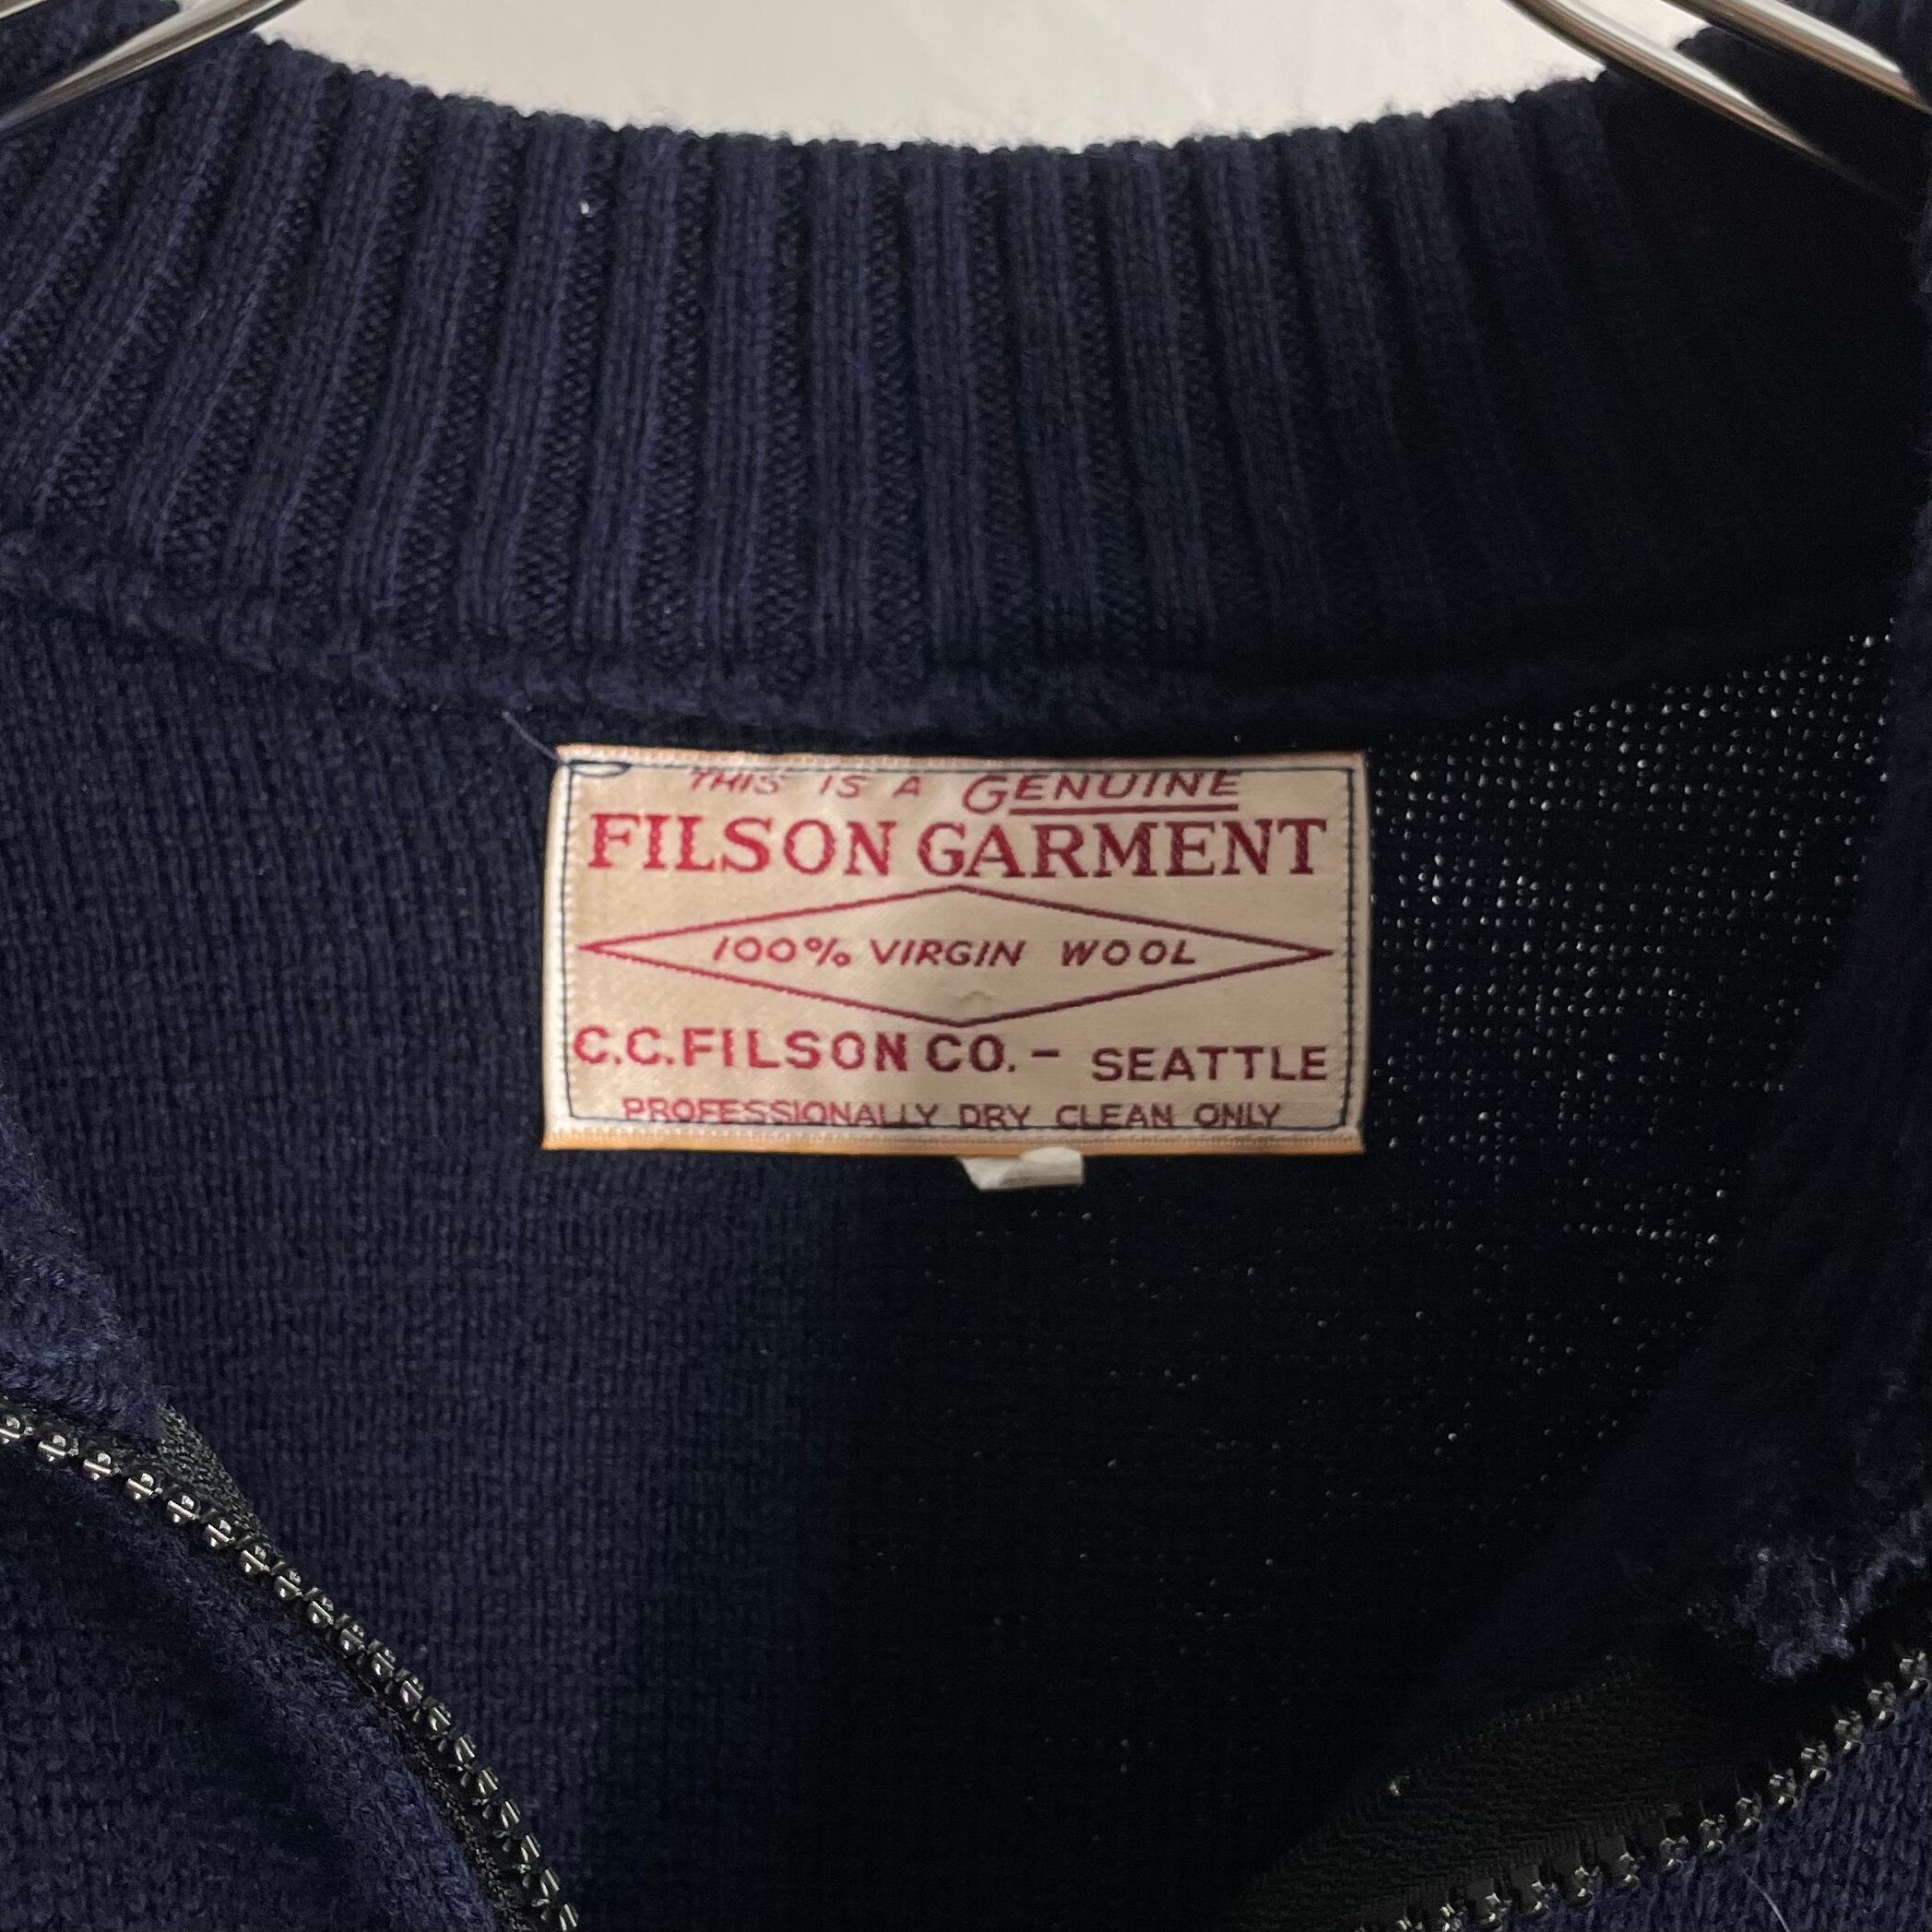 THIS IS A GENUINE
FILSON GARMENT
100% VIRGIN WOOL
C.C.FILSON CO. - SEATTLE
PROFESSIONALLY DRY CLEAN ONLY